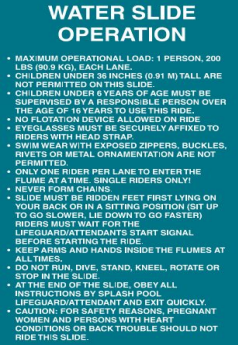 WATER SLIDE
OPERATION
• MAXIMUM OPERATIONAL LOAD: 1 PERSON, 200
LBS (90.9 KG), EACH LANE.
• CHILDREN UNDER 36 INCHES (0.91 M) TALL ARE
NOT PERMITTED ON THIS SLIDE.
• CHILDREN UNDER 6 YEARS OF AGE MUST BE
SUPERVISED BY A RESPONSIBLE PERSON OVER
THE AGE OF 16 YEARS TO USE THIS RIDE.
• NO FLOTATION DEVICE ALLOWED ON RIDE
• EYEGLASSES MUST BE SECURELY AFFIXED TO
RIDERS WITH HEAD STRAP.
• SWIM WEAR WITH EXPOSED ZIPPERS, BUCKLES,
RIVETS OR METAL ORNAMENTATION ARE NOT
PERMITTED.
• ONLY ONE RIDER PER LANE TO ENTER THE
FLUME AT A TIME. SINGLE RIDERS ONLY!
• NEVER FORM CHAINS
• SLIDE MUST BE RIDDEN FEET FIRST LYING ON
YOUR BACK OR IN A SITTING POSITION (SIT UP
TO GO SLOWER, LIE DOWN TO GO FASTER)
RIDERS MUST WAIT FOR THE
LIFEGUARD/ATTENDANTS START SIGNAL
BEFORE STARTING THE RIDE.
• KEEP ARMS AND HANDS INSIDE THE FLUMES AT
ALL TIMES.
• DO NOT RUN, DIVE, STAND, KNEEL, ROTATE OR
STOP IN THE SLIDE.
• AT THE END OF THE SLIDE, OBEY ALL
INSTRUCTIONS BY SPLASH POOL
LIFEGUARD/ATTENDANT AND EXIT QUICKLY.
• CAUTION: FOR SAFETY REASONS, PREGNANT
WOMEN AND PERSONS WITH HEART
CONDITIONS OR BACK TROUBLE SHOULD NOT
RIDE THIS SLIDE.